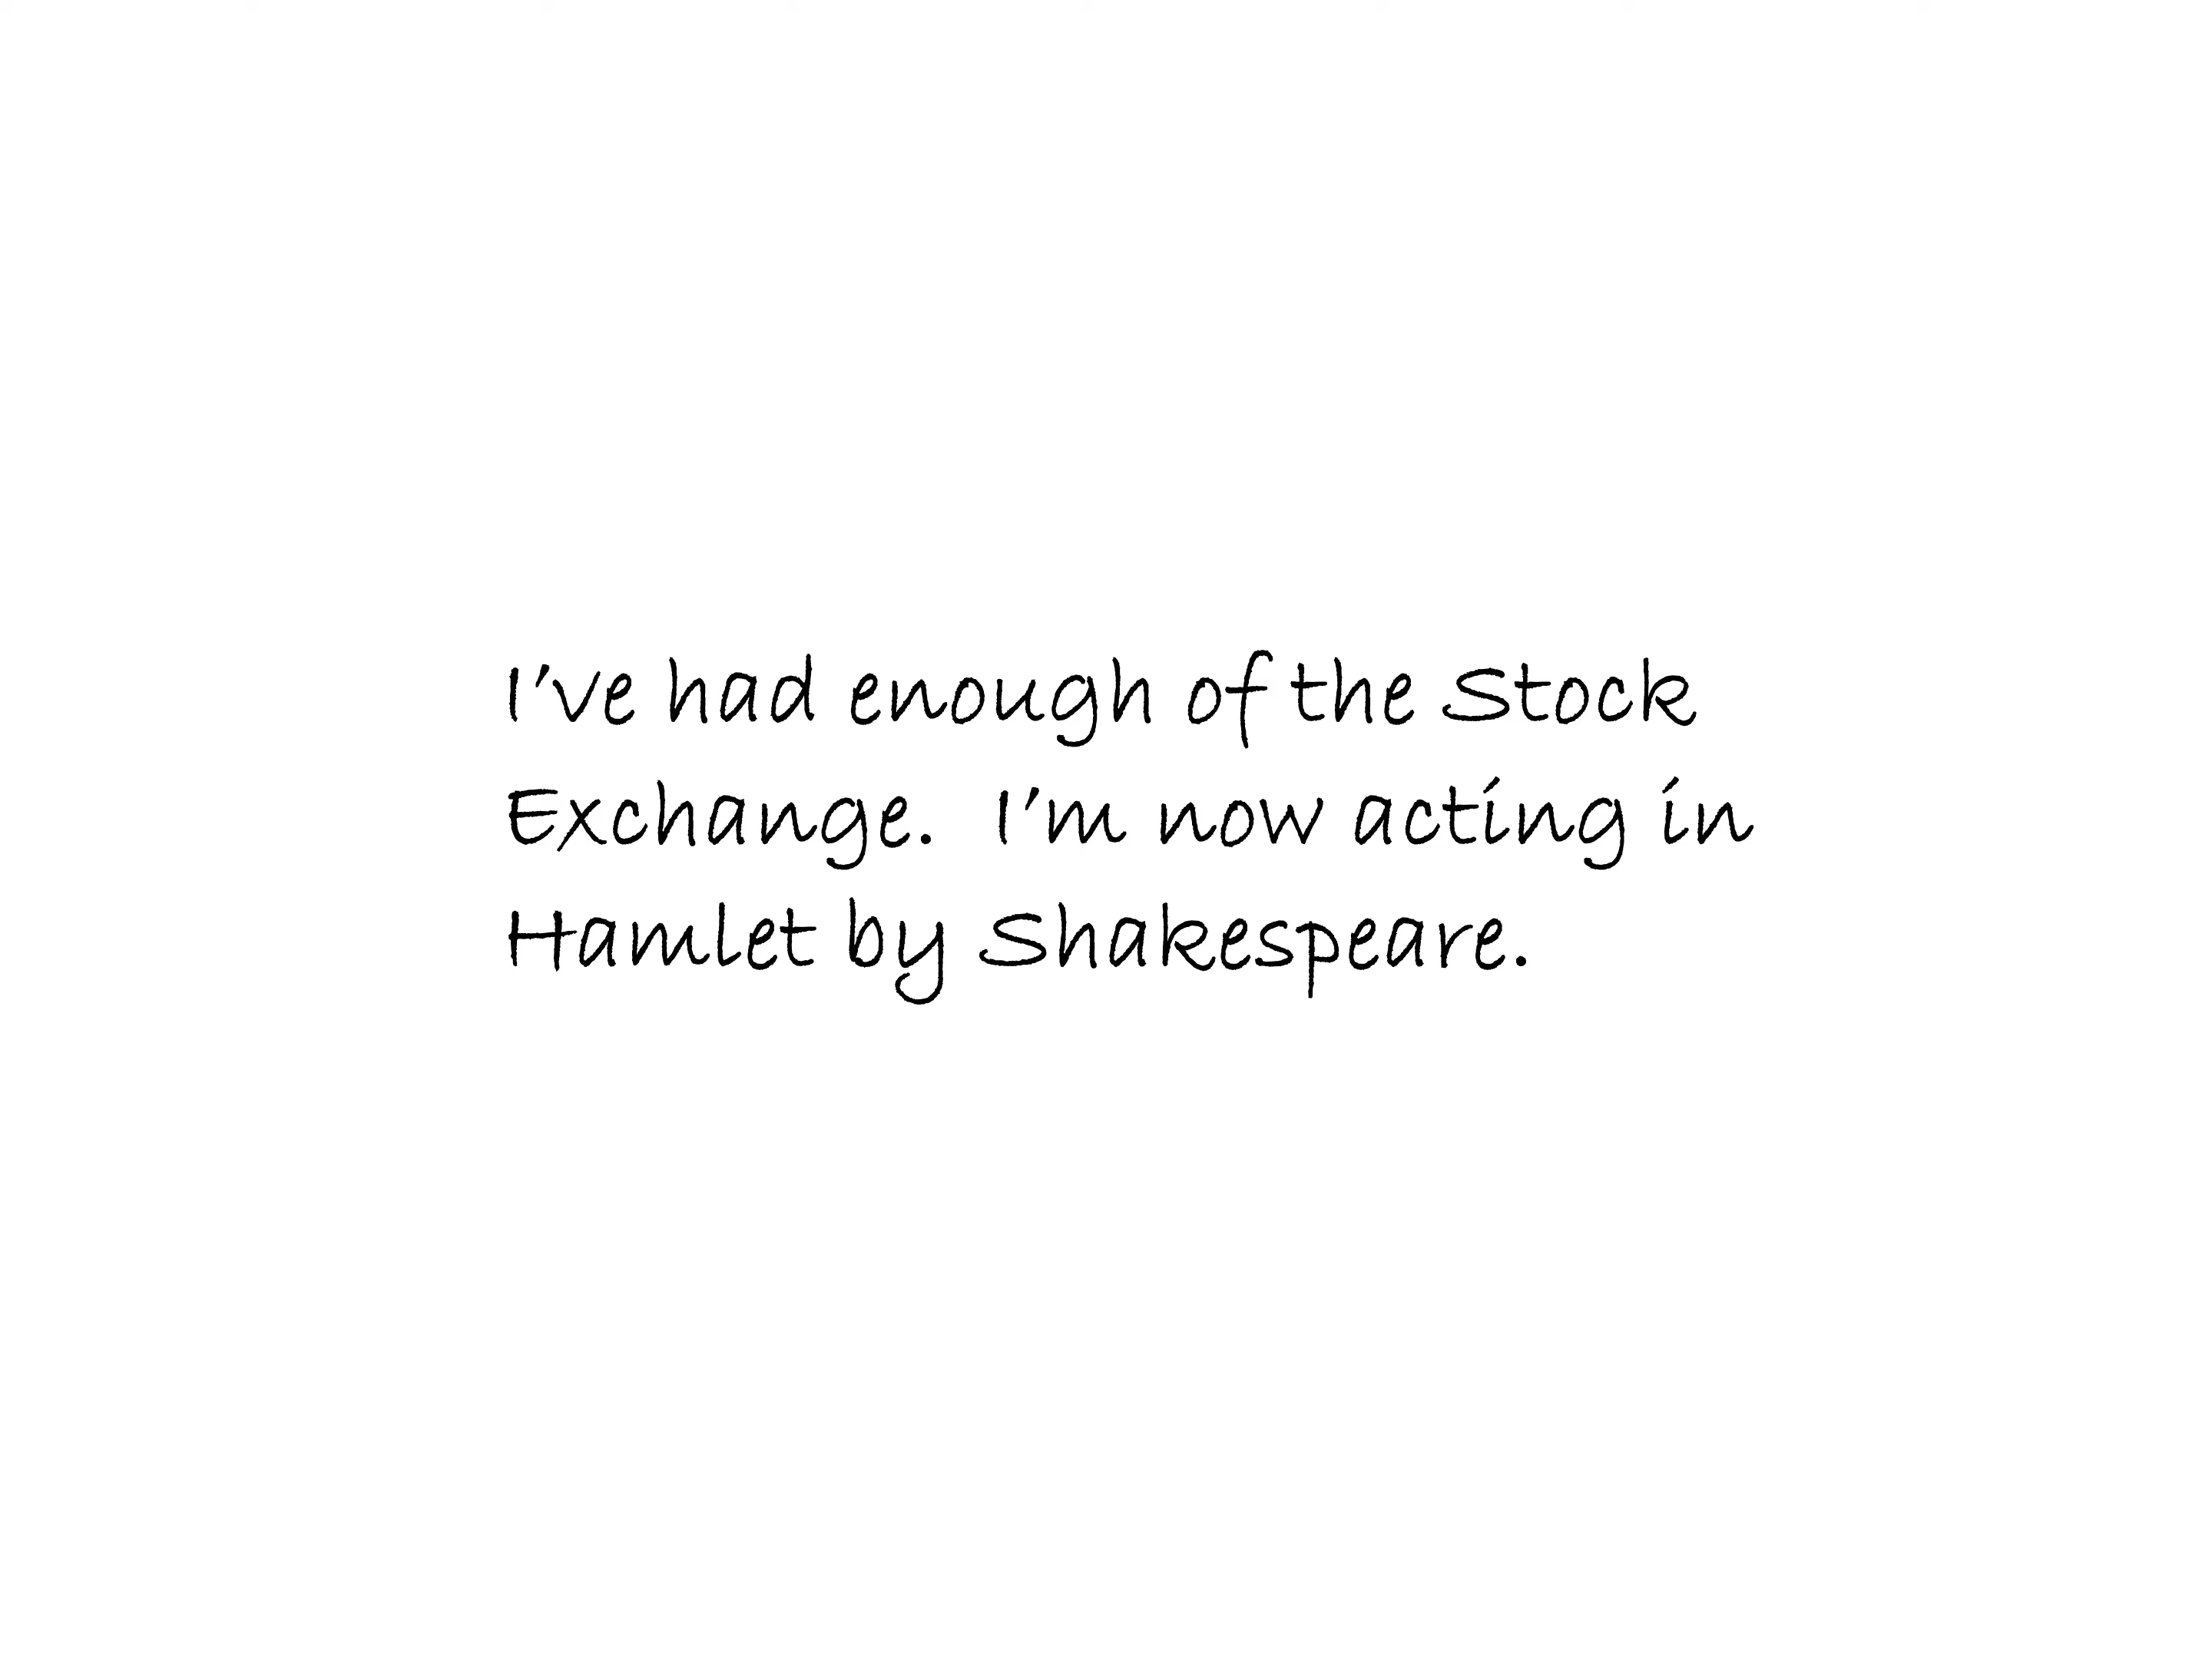 I've had enough of the Stock
Exchange.  I'm now acting in
Hamlet by Shakespeare.